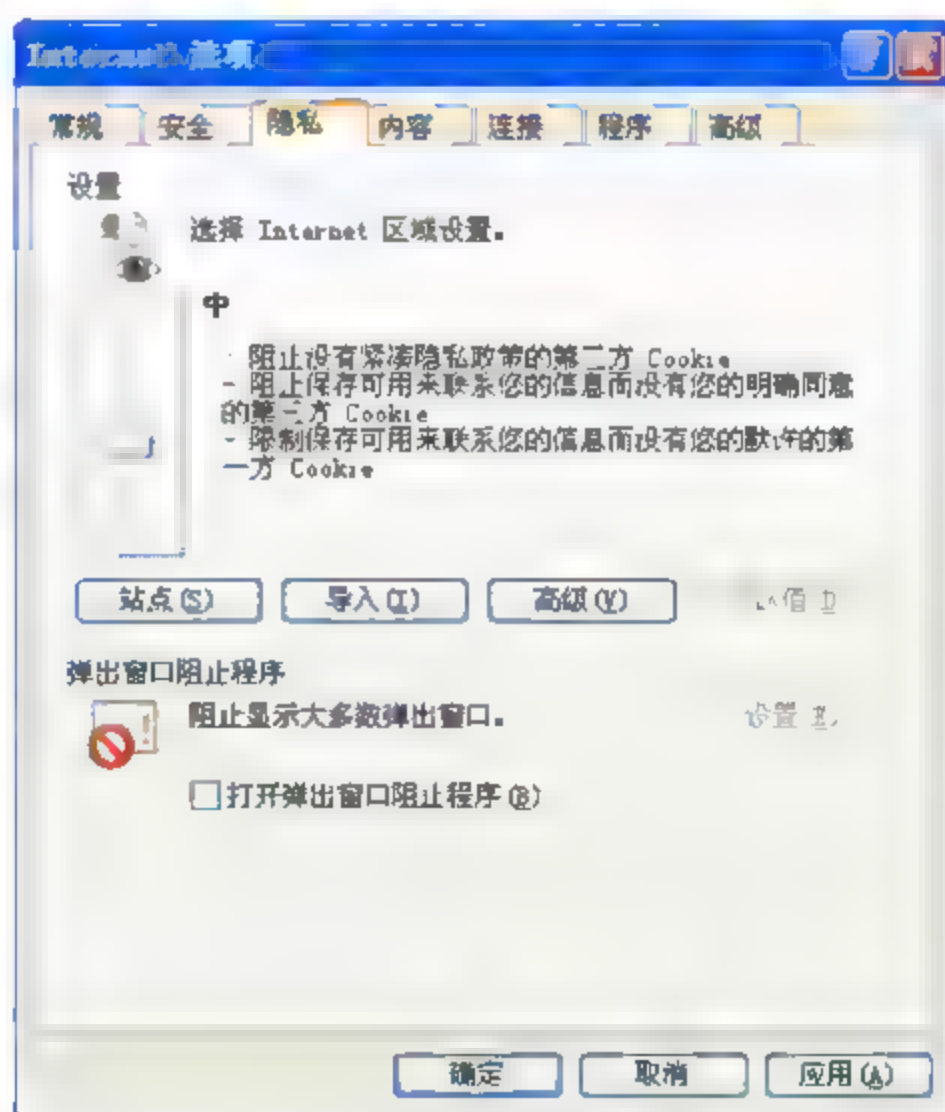 Internet 选项
常规 安全 隐私 内容 连接 程序 高级
设置
选择 Internet 区域设置。
中
- 阻止没有紧凑隐私政策的第三方 Cookie
- 阻止保存可用来联系您的信息而没有您的明确同意
的第三方 Cookie
- 限制保存可用来联系您的信息而没有您的默许的第
一方 Cookie
站点(S) 导入(I) 高级(V) 值 D
弹出窗口阻止程序
阻止显示大多数弹出窗口。 设置 E
打开弹出窗口阻止程序(B)
确定 取消 应用(A)